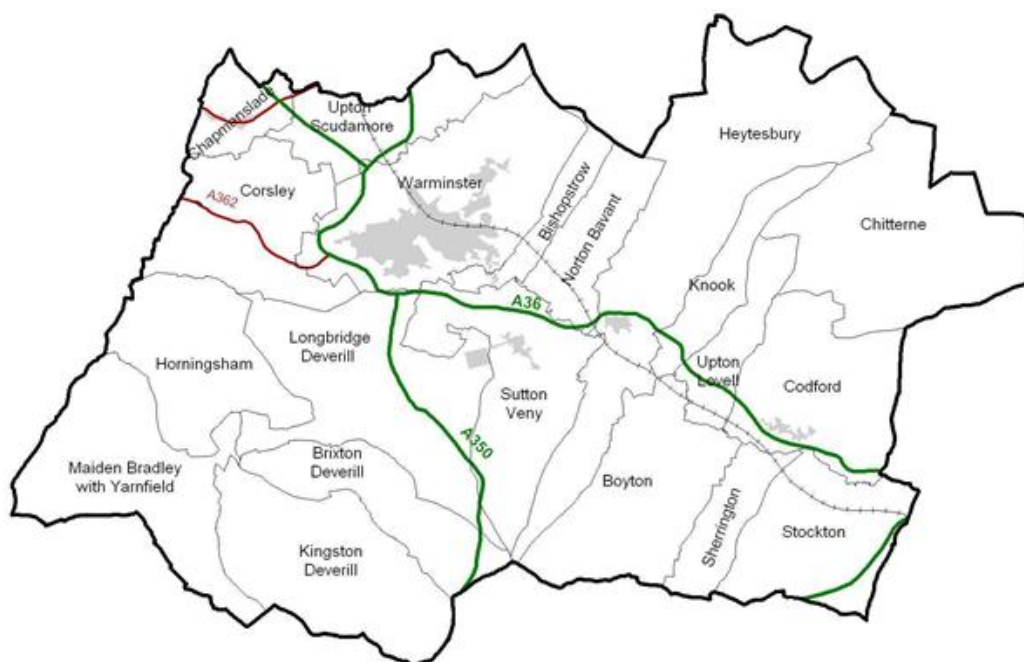 Chapmanslade
Upton
Scudamore
Heytesbury
Warminster
Corsley
A362
Bishopstrow
Norton Bavant
Chitterne
Knook
A36
Longbridge
Deverill
Horningsham
Upton
Lovell
Codford
Sutton
Veny
A350
Brixton
Deverill
Maiden Bradley
with Yarnfield
Boyton
Sherrington
Stockton
Kingston
Deverill